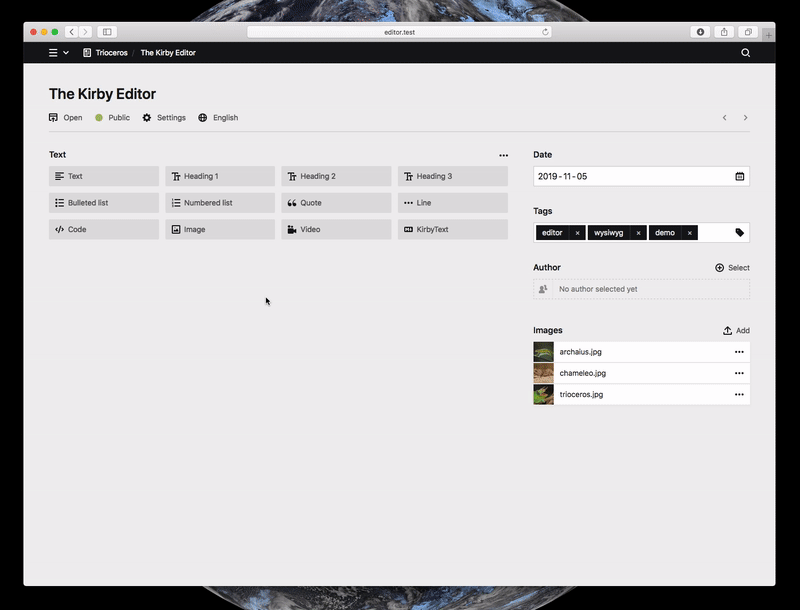 editor.test
Trioceros / The Kirby Editor
The Kirby Editor
Open Public Settings English
Text
Text Heading 1 Heading 2 Heading 3
Bulleted list Numbered list Quote Line
Code Image Video KirbyText
Date
2019-11-05
Tags
editor × wysiwyg × demo ×
Author Select
No author selected yet
Images Add
archaius.jpg
chameleo.jpg
trioceros.jpg